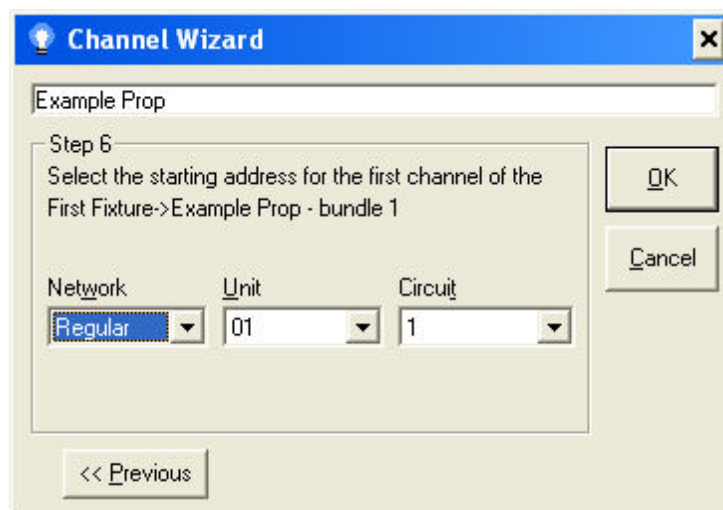 Channel Wizard
Example Prop
Step 6
Select the starting address for the first channel of the
First Fixture->Example Prop - bundle 1
OK
Cancel
Network Unit Circuit
Regular 01 1
<< Previous